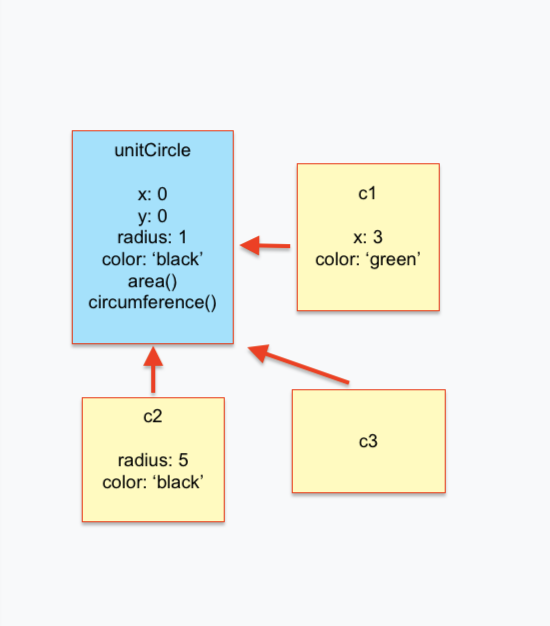 unitCircle
x: 0
y: 0
radius: 1
color: ‘black’
area()
circumference()
c1
x: 3
color: ‘green’
c2
radius: 5
color: ‘black’
c3